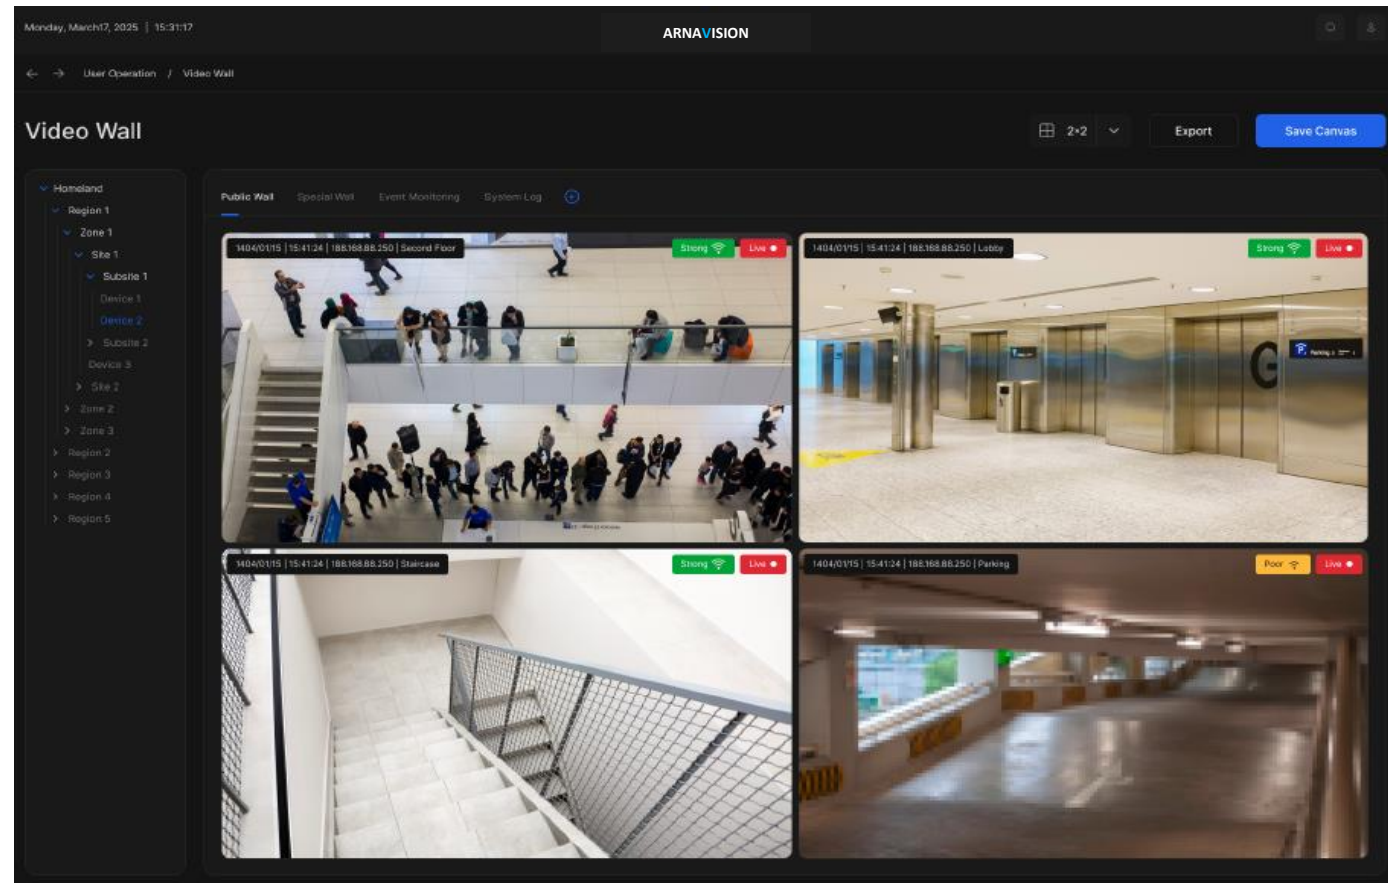 Monday, March17, 2025 | 15:31:17
ARNAVISION
User Operation / Video Wall
Video Wall
2×2
Export
Save Canvas
Homeland
Region 1
Zone 1
Site 1
Subsite 1
Device 1
Device 2
Subsite 2
Device 3
Site 2
Zone 2
Zone 3
Region 2
Region 3
Region 4
Region 5
Public Wall Special Wall Event Monitoring System Log
1404/01/15 | 15:41:24 | 188.168.88.250 | Second Floor
Strong Live
1404/01/15 | 15:41:24 | 188.168.88.250 | Lobby
Strong Live
G
P Parking
1404/01/15 | 15:41:24 | 188.168.88.250 | Staircase
Strong Live
1404/01/15 | 15:41:24 | 188.168.88.250 | Parking
Poor Live